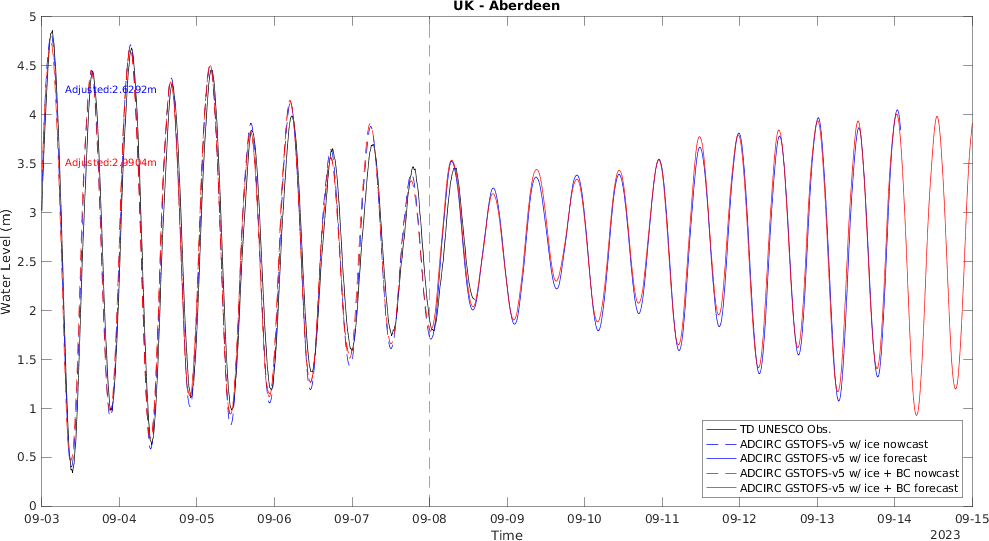 UK - Aberdeen
5
4.5
4
3.5
3
2.5
2
1.5
1
0.5
0
Water Level (m)
Adjusted:2.6292m
Adjusted:2.9904m
TD UNESCO Obs.
ADCIRC GSTOFS-v5 w/ ice nowcast
ADCIRC GSTOFS-v5 w/ ice forecast
ADCIRC GSTOFS-v5 w/ ice + BC nowcast
ADCIRC GSTOFS-v5 w/ ice + BC forecast
09-03 09-04 09-05 09-06 09-07 09-08 09-09 09-10 09-11 09-12 09-13 09-14 09-15
Time
2023